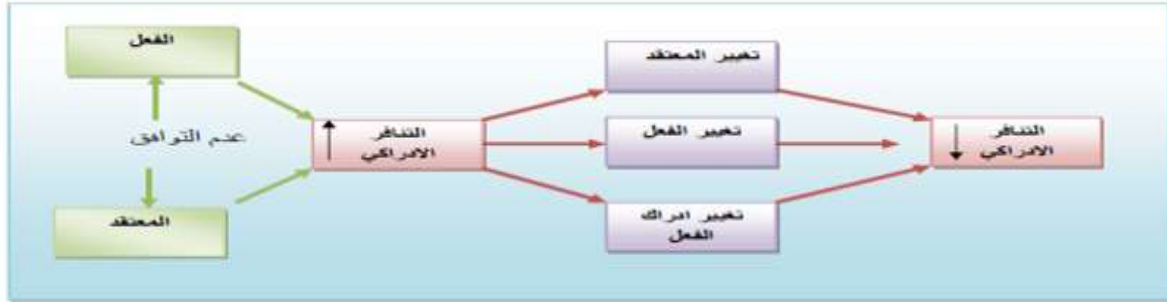 الفعل
عدم التوافق
المعتقد
التنافر
الادراكي
تغيير المعتقد
تغيير الفعل
تغيير ادراك
الفعل
التنافر
الادراكي